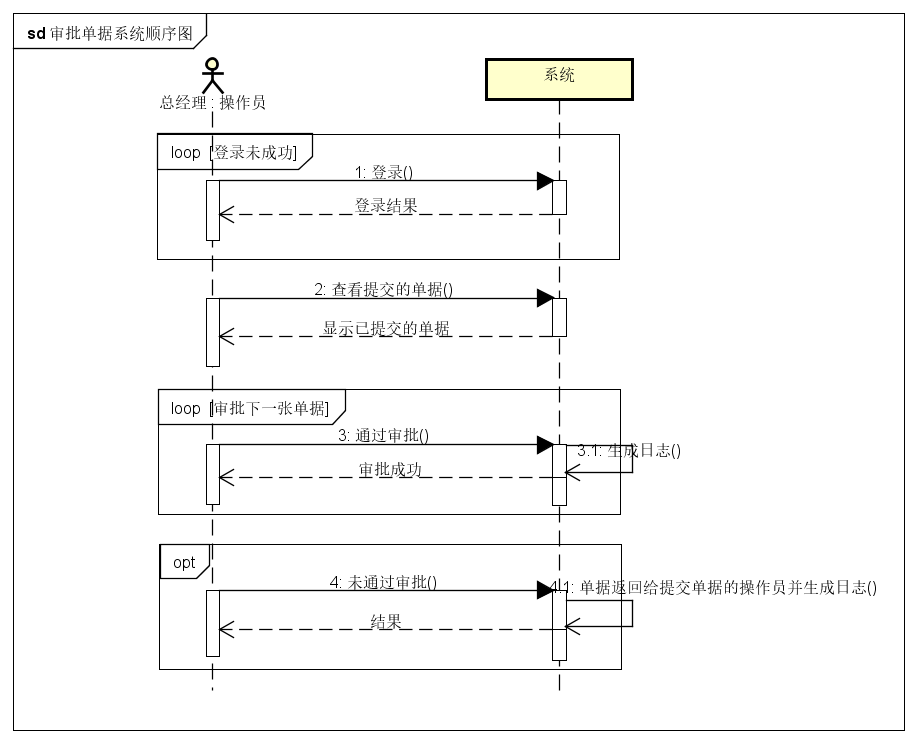 sd 审批单据系统顺序图
总经理 : 操作员
系统
loop [登录未成功]
1: 登录()
登录结果
2: 查看提交的单据()
显示已提交的单据
loop [审批下一张单据]
3: 通过审批()
3.1: 生成日志()
审批成功
opt
4: 未通过审批()
4.1: 单据返回给提交单据的操作员并生成日志()
结果